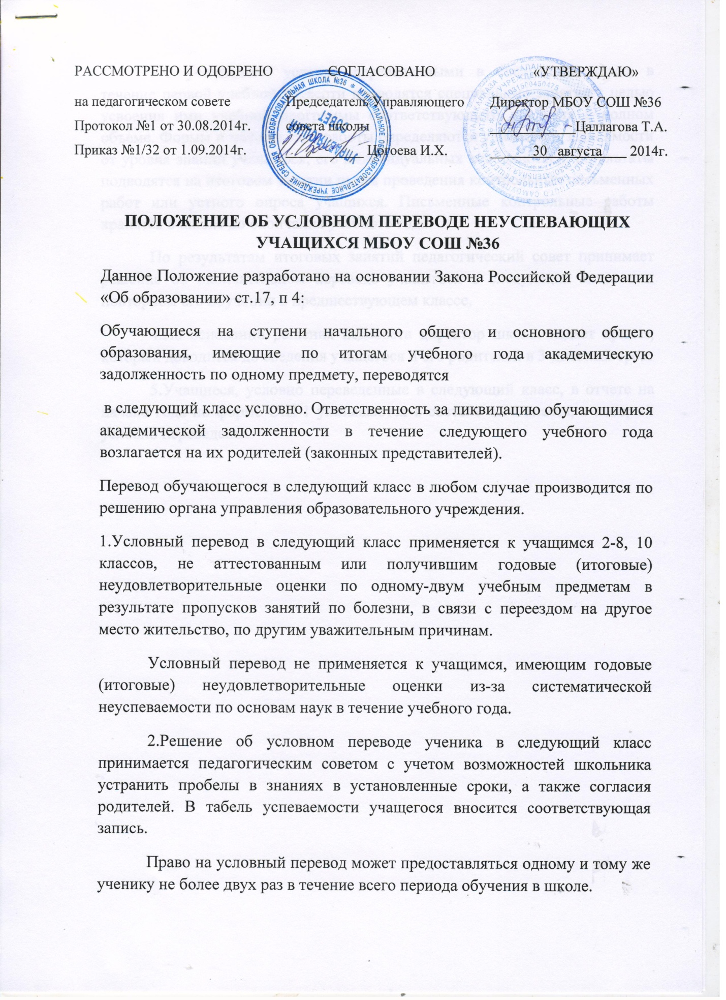 РАССМОТРЕНО И ОДОБРЕНО СОГЛАСОВАНО «УТВЕРЖДАЮ»
на педагогическом совете Председатель Управляющего Директор МБОУ СОШ №36
Протокол №1 от 30.08.2014г. совета школы Цаллагова Т.А.
Приказ №1/32 от 1.09.2014г. Цогоева И.Х. 30 августа 2014г.
МУНИЦИПАЛЬНОЕ ОБЩЕОБРАЗОВАТЕЛЬНОЕ УЧРЕЖДЕНИЕ СРЕДНЯЯ ОБЩЕОБРАЗОВАТЕЛЬНАЯ ШКОЛА №36
УПРАВЛЯЮЩИЙ
СОВЕТ
ПОЛОЖЕНИЕ ОБ УСЛОВНОМ ПЕРЕВОДЕ НЕУСПЕВАЮЩИХ
УЧАЩИХСЯ МБОУ СОШ №36
Данное Положение разработано на основании Закона Российской Федерации
«Об образовании» ст.17, п 4:
Обучающиеся на ступени начального общего и основного общего
образования, имеющие по итогам учебного года академическую
задолженность по одному предмету, переводятся
в следующий класс условно. Ответственность за ликвидацию обучающимися
академической задолженности в течение следующего учебного года
возлагается на их родителей (законных представителей).
Перевод обучающегося в следующий класс в любом случае производится по
решению органа управления образовательного учреждения.
1.Условный перевод в следующий класс применяется к учащимся 2-8, 10
классов, не аттестованным или получившим годовые (итоговые)
неудовлетворительные оценки по одному-двум учебным предметам в
результате пропусков занятий по болезни, в связи с переездом на другое
место жительство, по другим уважительным причинам.
Условный перевод не применяется к учащимся, имеющим годовые
(итоговые) неудовлетворительные оценки из-за систематической
неуспеваемости по основам наук в течение учебного года.
2.Решение об условном переводе ученика в следующий класс
принимается педагогическим советом с учетом возможностей школьника
устранить пробелы в знаниях в установленные сроки, а также согласия
родителей. В табель успеваемости учащегося вносится соответствующая
запись.
Право на условный перевод может предоставляться одному и тому же
ученику не более двух раз в течение всего периода обучения в школе.